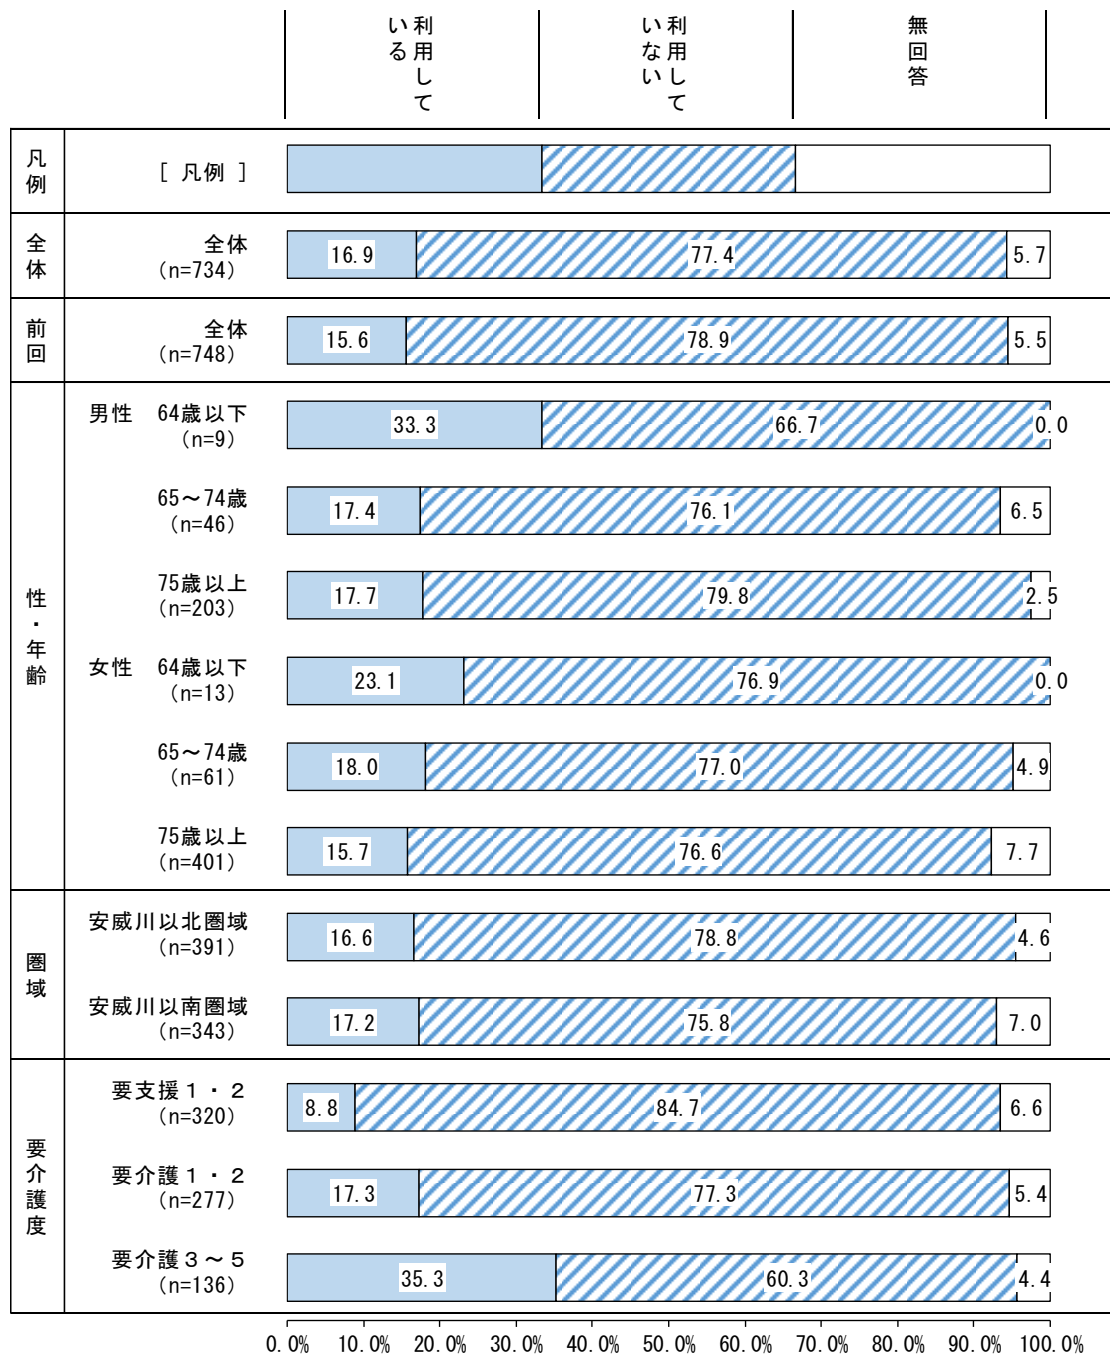 利用して
いる
利用して
いない
無回答
凡例
[ 凡例 ]
全体
全体
(n=734)
16.9 77.4 5.7
前回
全体
(n=748)
15.6 78.9 5.5
性・年齢
男性 64歳以下
(n=9)
33.3 66.7 0.0
65～74歳
(n=46)
17.4 76.1 6.5
75歳以上
(n=203)
17.7 79.8 2.5
女性 64歳以下
(n=13)
23.1 76.9 0.0
65～74歳
(n=61)
18.0 77.0 4.9
75歳以上
(n=401)
15.7 76.6 7.7
圏域
安威川以北圏域
(n=391)
16.6 78.8 4.6
安威川以南圏域
(n=343)
17.2 75.8 7.0
要介護度
要支援１・２
(n=320)
8.8 84.7 6.6
要介護１・２
(n=277)
17.3 77.3 5.4
要介護３～５
(n=136)
35.3 60.3 4.4
0.0% 10.0% 20.0% 30.0% 40.0% 50.0% 60.0% 70.0% 80.0% 90.0% 100.0%